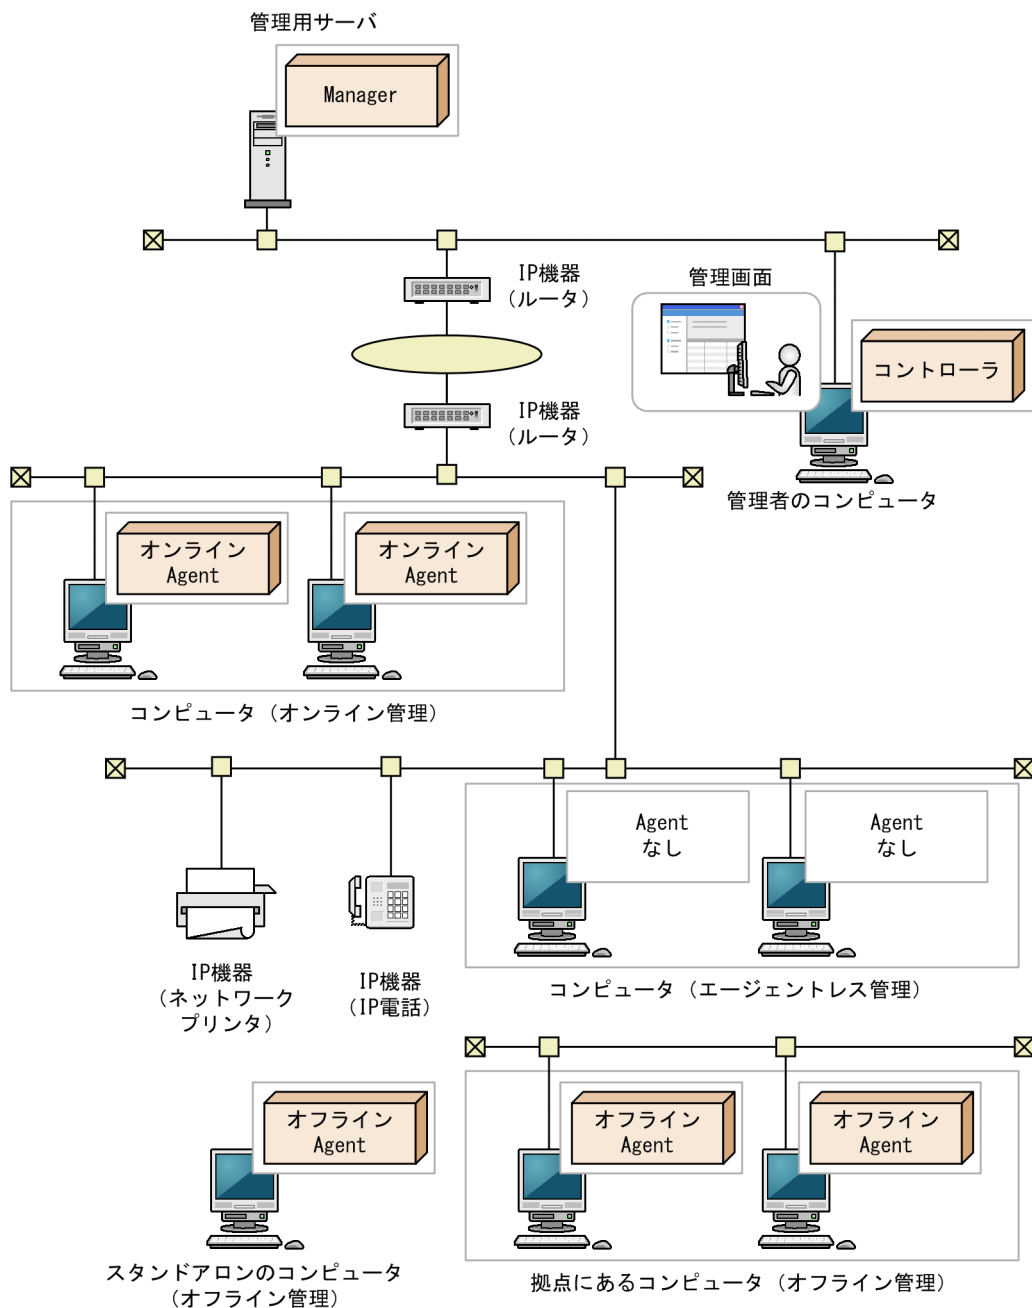 管理用サーバ
Manager
IP機器
(ルータ)
管理画面
コントローラ
IP機器
(ルータ)
管理者のコンピュータ
オンライン
Agent
オンライン
Agent
コンピュータ(オンライン管理)
Agent
なし
Agent
なし
IP機器
(ネットワーク
プリンタ)
IP機器
(IP電話)
コンピュータ(エージェントレス管理)
オフライン
Agent
オフライン
Agent
オフライン
Agent
スタンドアロンのコンピュータ
(オフライン管理)
拠点にあるコンピュータ(オフライン管理)